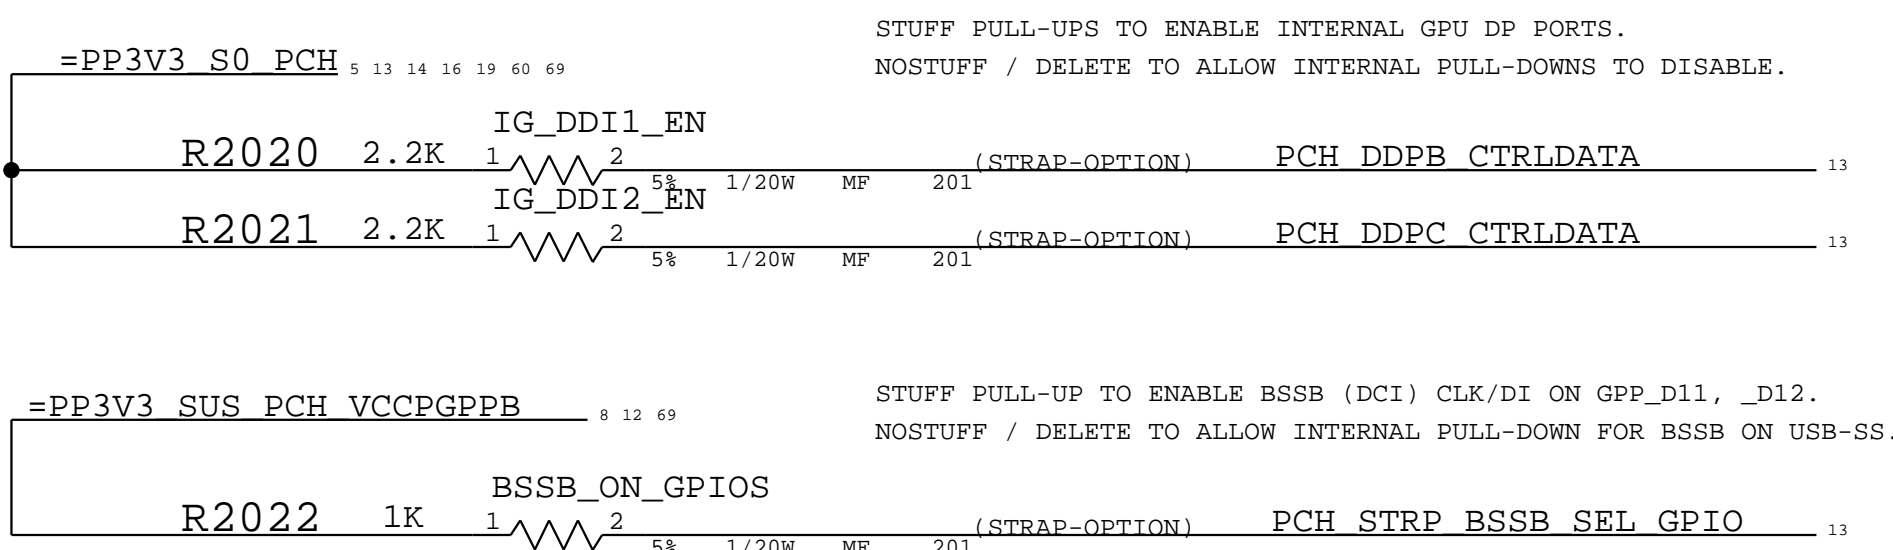 STUFF PULL-UPS TO ENABLE INTERNAL GPU DP PORTS.
=PP3V3_S0_PCH 5 13 14 16 19 60 69
NOSTUFF / DELETE TO ALLOW INTERNAL PULL-DOWNS TO DISABLE.
IG_DDI1_EN
R2020 2.2K 1 2 (STRAP-OPTION) PCH_DDPB_CTRLDATA 13
5% 1/20W MF 201
IG_DDI2_EN
R2021 2.2K 1 2 (STRAP-OPTION) PCH_DDPC_CTRLDATA 13
5% 1/20W MF 201
STUFF PULL-UP TO ENABLE BSSB (DCI) CLK/DI ON GPP_D11, _D12.
=PP3V3_SUS_PCH_VCCPGPPB 8 12 69
NOSTUFF / DELETE TO ALLOW INTERNAL PULL-DOWN FOR BSSB ON USB-SS.
BSSB_ON_GPIOS
R2022 1K 1 2 (STRAP-OPTION) PCH_STRP_BSSB_SEL_GPIO 13
5% 1/20W MF 201